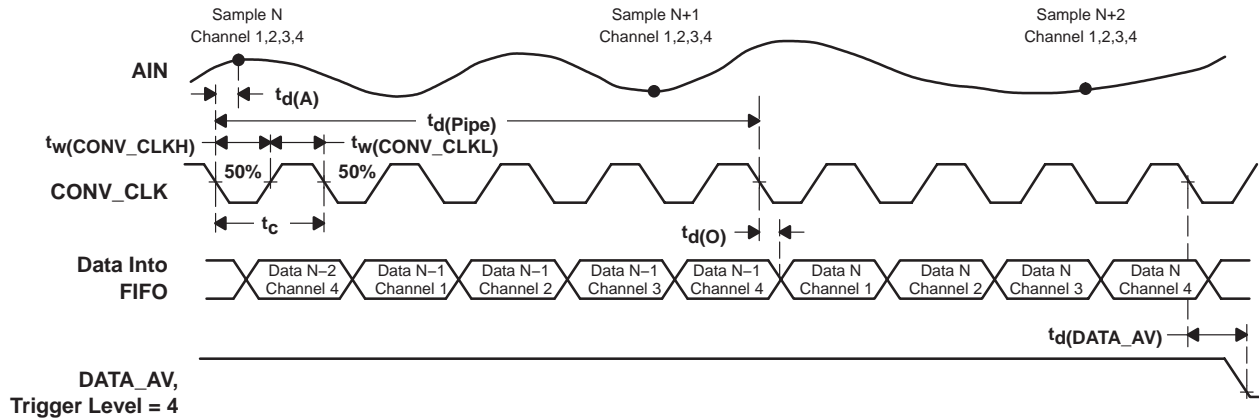 Sample N
Channel 1,2,3,4
Sample N+1
Channel 1,2,3,4
Sample N+2
Channel 1,2,3,4
AIN
td(A)
td(Pipe)
tw(CONV_CLKH)
tw(CONV_CLKL)
50%
50%
CONV_CLK
tc
td(O)
Data Into
FIFO
Data N–2
Channel 4
Data N–1
Channel 1
Data N–1
Channel 2
Data N–1
Channel 3
Data N–1
Channel 4
Data N
Channel 1
Data N
Channel 2
Data N
Channel 3
Data N
Channel 4
td(DATA_AV)
DATA_AV,
Trigger Level = 4